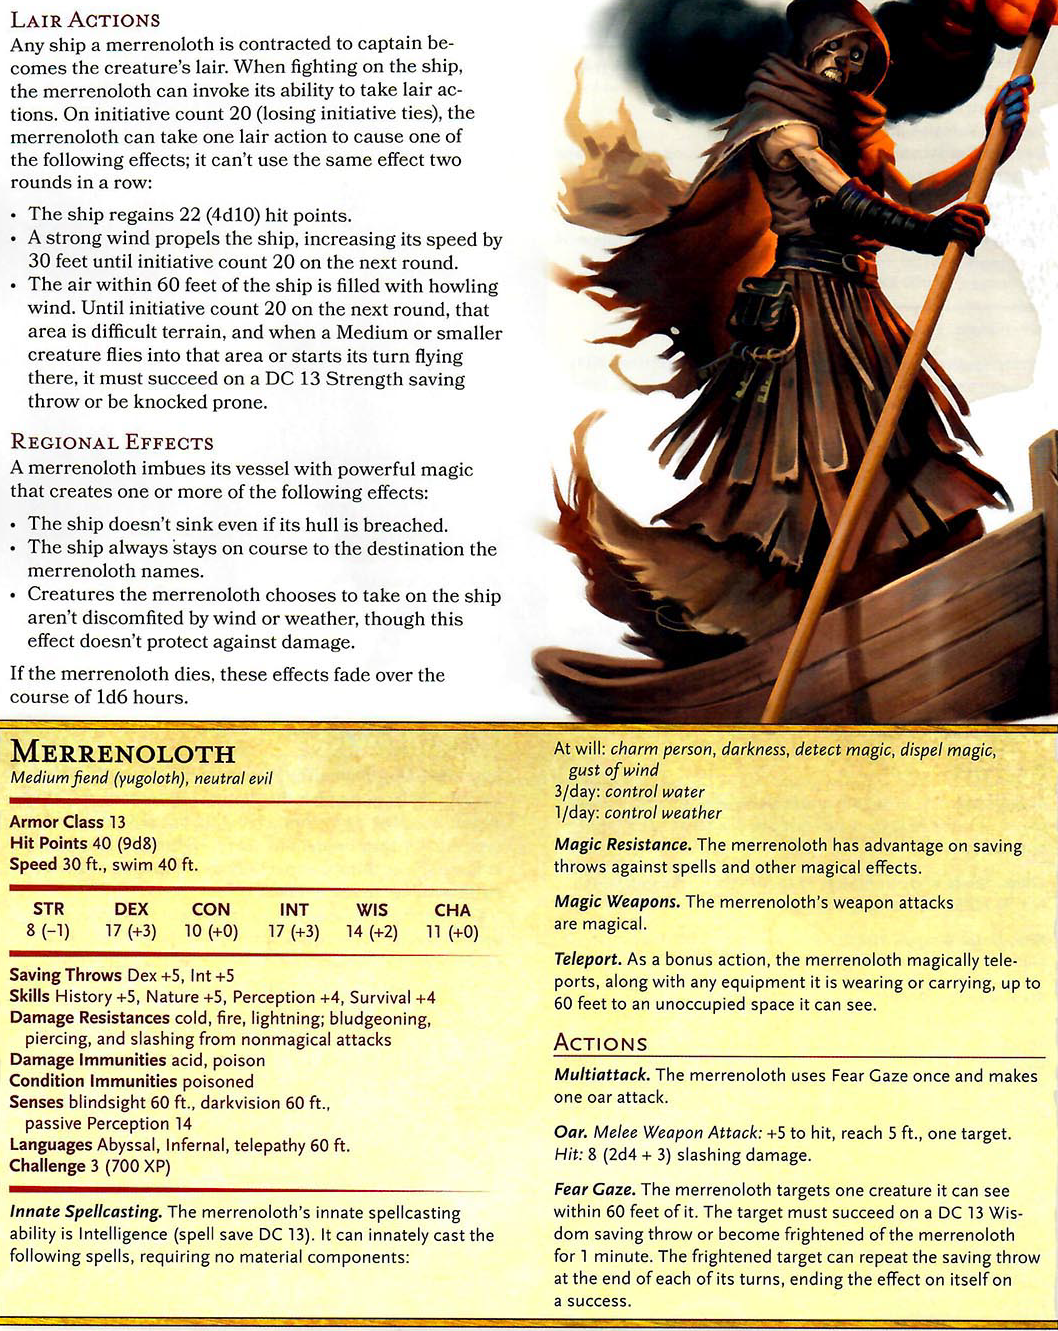 LAIR ACTIONS
Any ship a merrenoloth is contracted to captain be-
comes the creature's lair. When fighting on the ship,
the merrenoloth can invoke its ability to take lair ac-
tions. On initiative count 20 (losing initiative ties), the
merrenoloth can take one lair action to cause one of
the following effects; it can't use the same effect two
rounds in a row:
• The ship regains 22 (4d10) hit points.
• A strong wind propels the ship, increasing its speed by
30 feet until initiative count 20 on the next round.
• The air within 60 feet of the ship is filled with howling
wind. Until initiative count 20 on the next round, that
area is difficult terrain, and when a Medium or smaller
creature flies into that area or starts its turn flying
there, it must succeed on a DC 13 Strength saving
throw or be knocked prone.
REGIONAL EFFECTS
A merrenoloth imbues its vessel with powerful magic
that creates one or more of the following effects:
• The ship doesn't sink even if its hull is breached.
• The ship always stays on course to the destination the
merrenoloth names.
• Creatures the merrenoloth chooses to take on the ship
aren't discomfited by wind or weather, though this
effect doesn't protect against damage.
If the merrenoloth dies, these effects fade over the
course of 1d6 hours.
MERRENOLOTH
Medium fiend (yugoloth), neutral evil
Armor Class 13
Hit Points 40 (9d8)
Speed 30 ft., swim 40 ft.
STR DEX CON INT WIS CHA
8 (−1) 17 (+3) 10 (+0) 17 (+3) 14 (+2) 11 (+0)
Saving Throws Dex +5, Int +5
Skills History +5, Nature +5, Perception +4, Survival +4
Damage Resistances cold, fire, lightning; bludgeoning,
piercing, and slashing from nonmagical attacks
Damage Immunities acid, poison
Condition Immunities poisoned
Senses blindsight 60 ft., darkvision 60 ft.,
passive Perception 14
Languages Abyssal, Infernal, telepathy 60 ft.
Challenge 3 (700 XP)
Innate Spellcasting. The merrenoloth's innate spellcasting
ability is Intelligence (spell save DC 13). It can innately cast the
following spells, requiring no material components:
At will: charm person, darkness, detect magic, dispel magic,
gust of wind
3/day: control water
1/day: control weather
Magic Resistance. The merrenoloth has advantage on saving
throws against spells and other magical effects.
Magic Weapons. The merrenoloth's weapon attacks
are magical.
Teleport. As a bonus action, the merrenoloth magically tele-
ports, along with any equipment it is wearing or carrying, up to
60 feet to an unoccupied space it can see.
ACTIONS
Multiattack. The merrenoloth uses Fear Gaze once and makes
one oar attack.
Oar. Melee Weapon Attack: +5 to hit, reach 5 ft., one target.
Hit: 8 (2d4 + 3) slashing damage.
Fear Gaze. The merrenoloth targets one creature it can see
within 60 feet of it. The target must succeed on a DC 13 Wis-
dom saving throw or become frightened of the merrenoloth
for 1 minute. The frightened target can repeat the saving throw
at the end of each of its turns, ending the effect on itself on
a success.